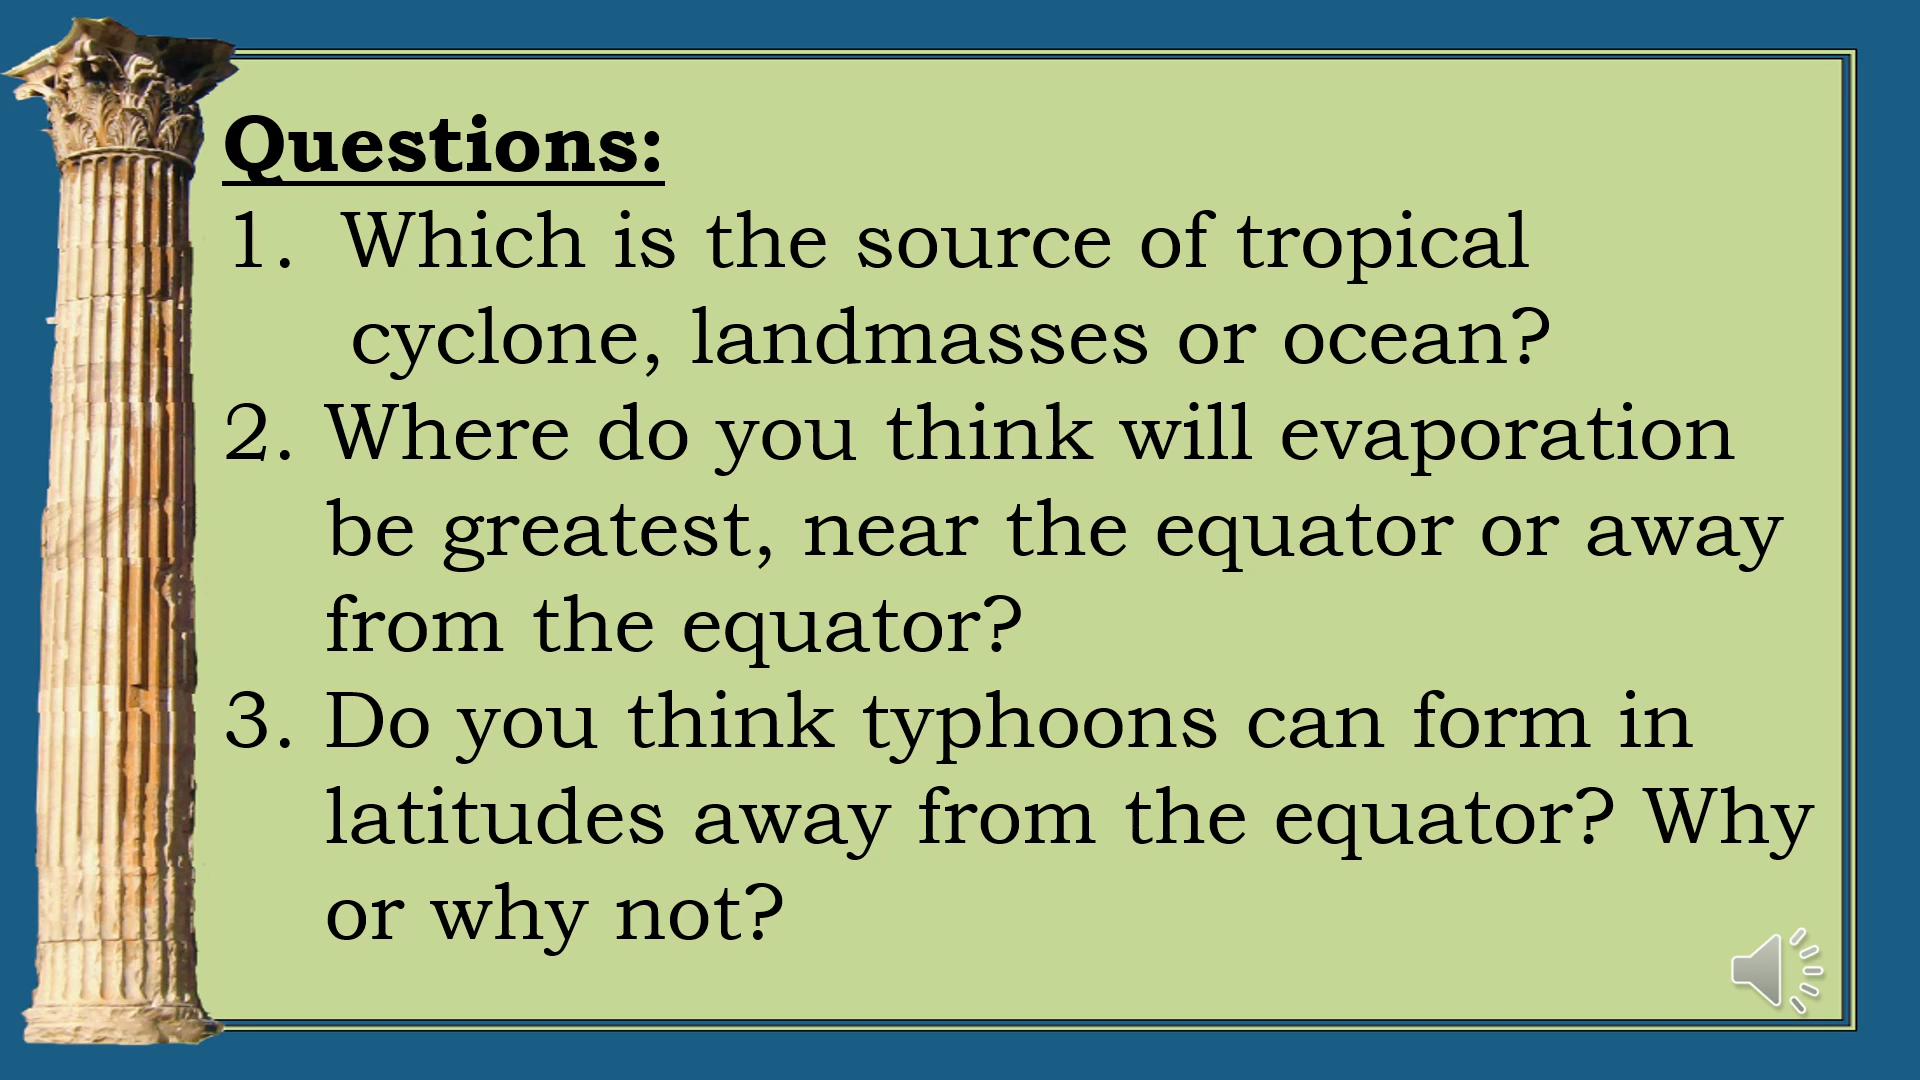 Questions:
1. Which is the source of tropical
cyclone, landmasses or ocean?
2. Where do you think will evaporation
be greatest, near the equator or away
from the equator?
3. Do you think typhoons can form in
latitudes away from the equator? Why
or why not?